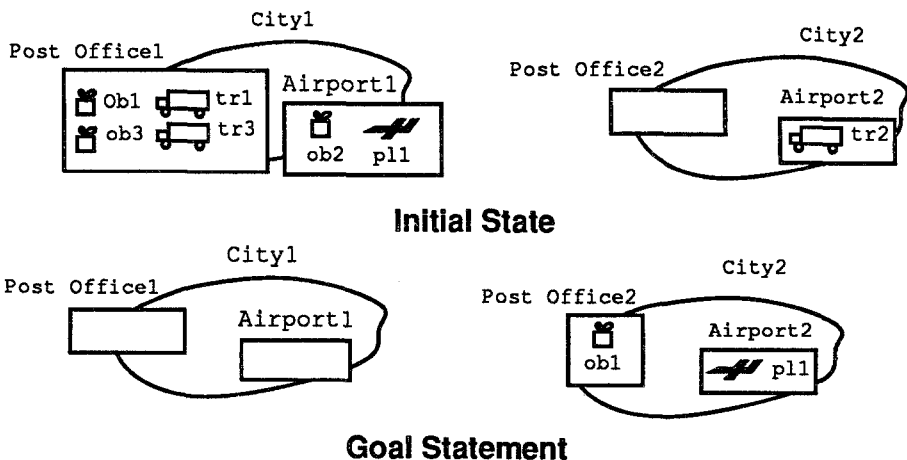 City1
Post Office1
Airport1
Ob1 tr1
ob3 tr3
ob2 pl1
City2
Post Office2
Airport2
tr2
Initial State
City1
Post Office1
Airport1
City2
Post Office2
Airport2
ob1
pl1
Goal Statement